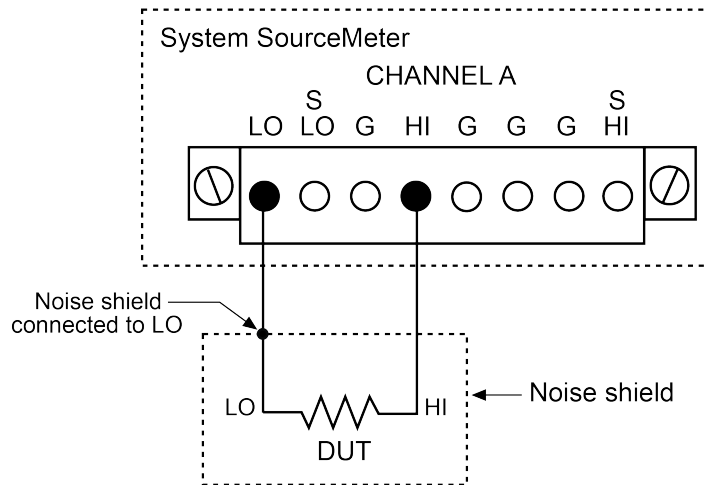 System SourceMeter
CHANNEL A
S S
LO LO G HI G G G HI
Noise shield
connected to LO
LO HI
Noise shield
DUT